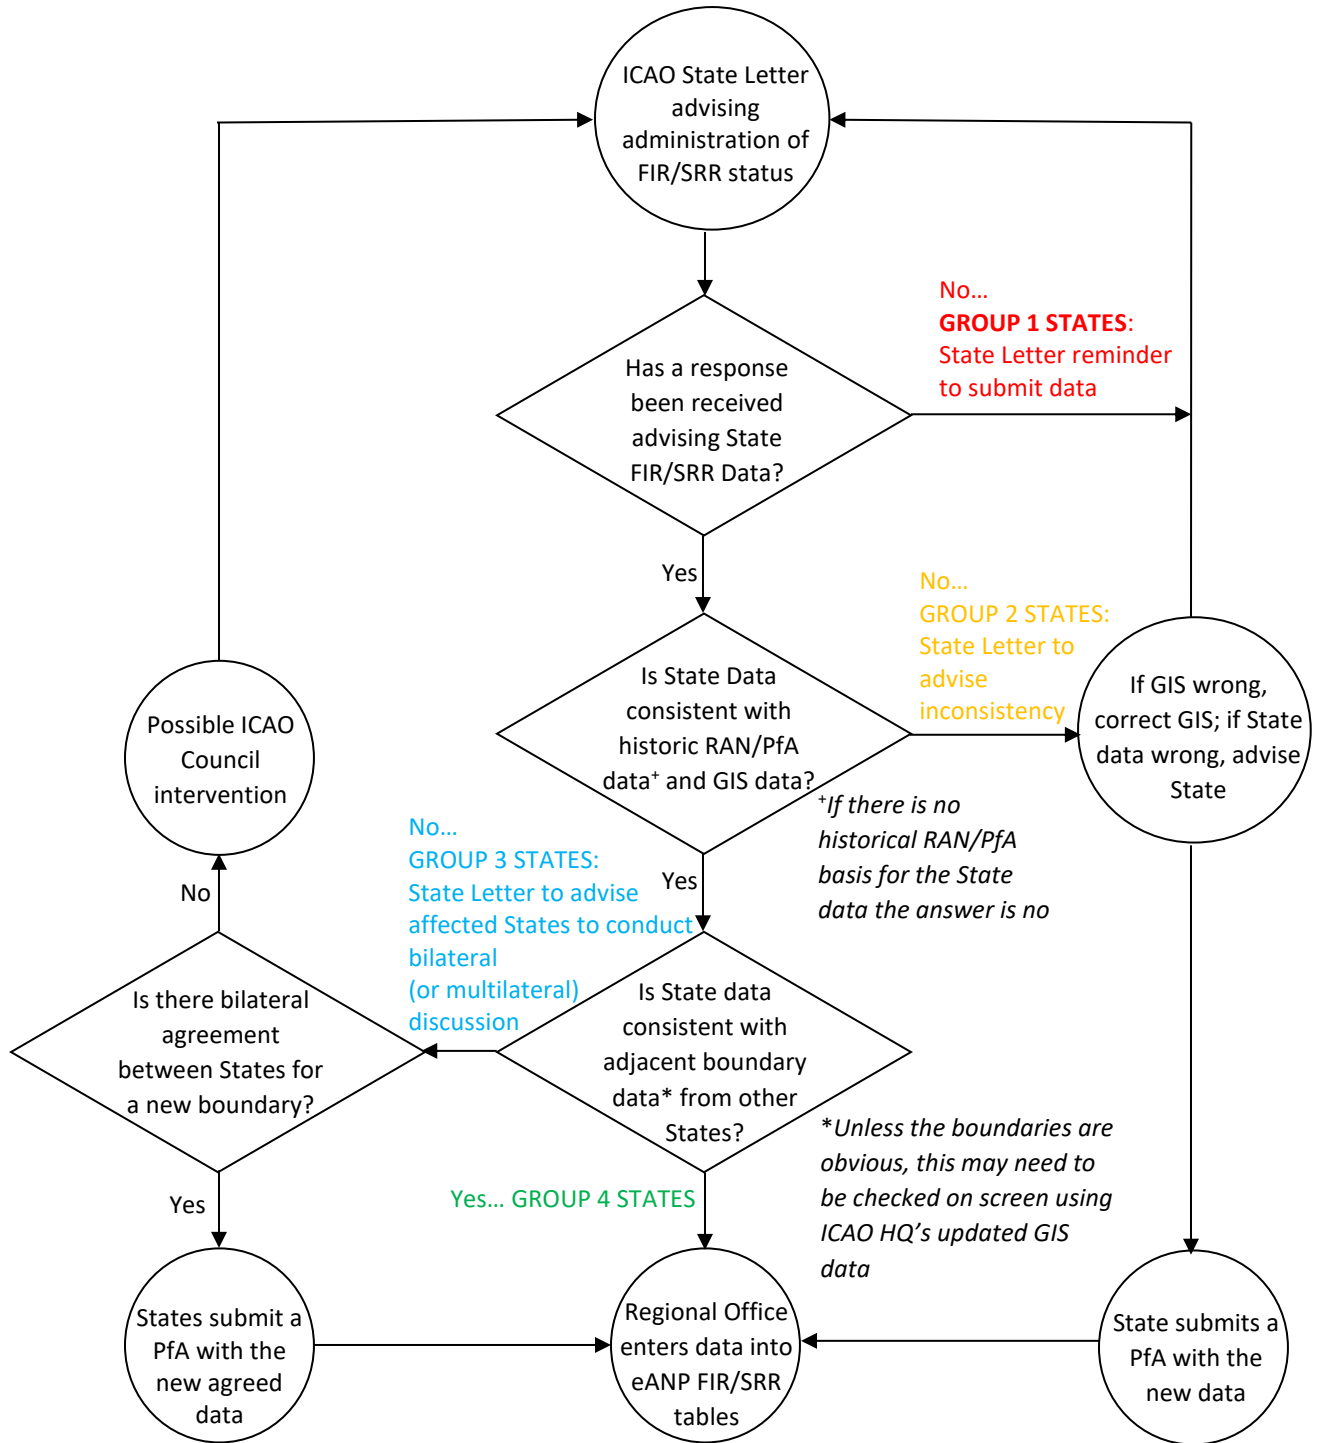 ICAO State Letter
advising
administration of
FIR/SRR status
No…
GROUP 1 STATES:
State Letter reminder
to submit data
Has a response
been received
advising State
FIR/SRR Data?
Yes
No…
GROUP 2 STATES:
State Letter to
advise
inconsistency
Is State Data
consistent with
historic RAN/PfA
data+ and GIS data?
If GIS wrong,
correct GIS; if State
data wrong, advise
State
Possible ICAO
Council
intervention
+If there is no
historical RAN/PfA
basis for the State
data the answer is no
No…
GROUP 3 STATES:
State Letter to advise
affected States to conduct
bilateral
(or multilateral)
discussion
Yes
No
Is there bilateral
agreement
between States for
a new boundary?
Is State data
consistent with
adjacent boundary
data* from other
States?
*Unless the boundaries are
obvious, this may need to
be checked on screen using
ICAO HQ’s updated GIS
data
Yes
Yes… GROUP 4 STATES
States submit a
PfA with the
new agreed
data
Regional Office
enters data into
eANP FIR/SRR
tables
State submits a
PfA with the
new data